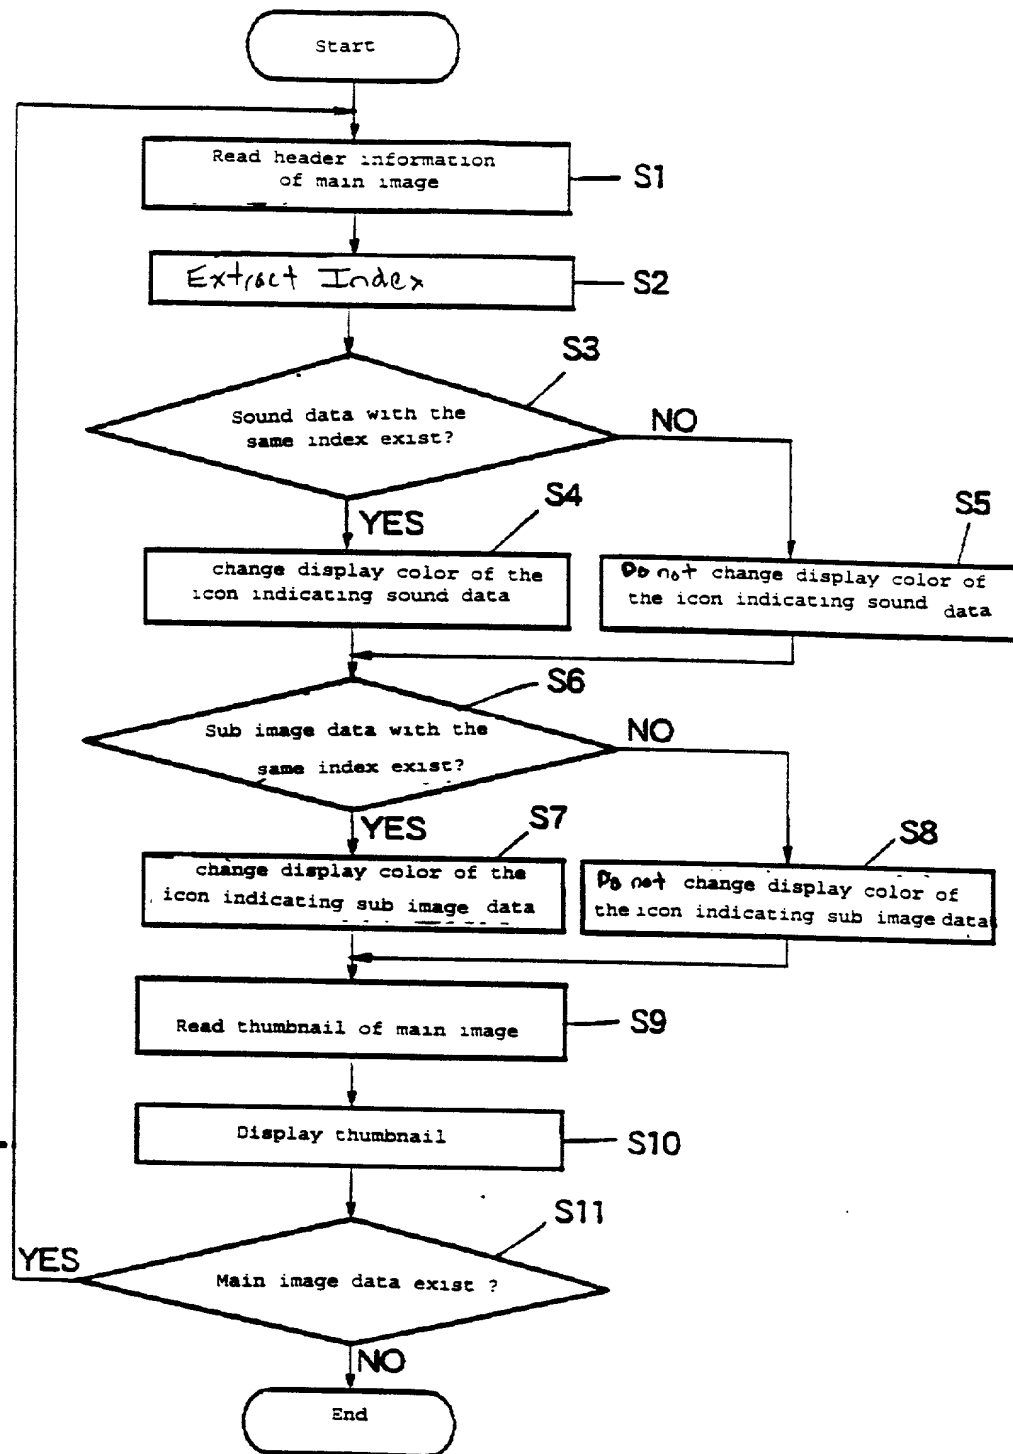 Start
Read header information
of main image
S1
Extract Index
S2
S3
Sound data with the
same index exist?
NO
YES
S4
change display color of the
icon indicating sound data
S5
Do not change display color of
the icon indicating sound data
S6
Sub image data with the
same index exist?
NO
YES
S7
change display color of the
icon indicating sub image data
S8
Do not change display color of
the icon indicating sub image data
Read thumbnail of main image
S9
Display thumbnail
S10
S11
Main image data exist ?
YES
NO
End